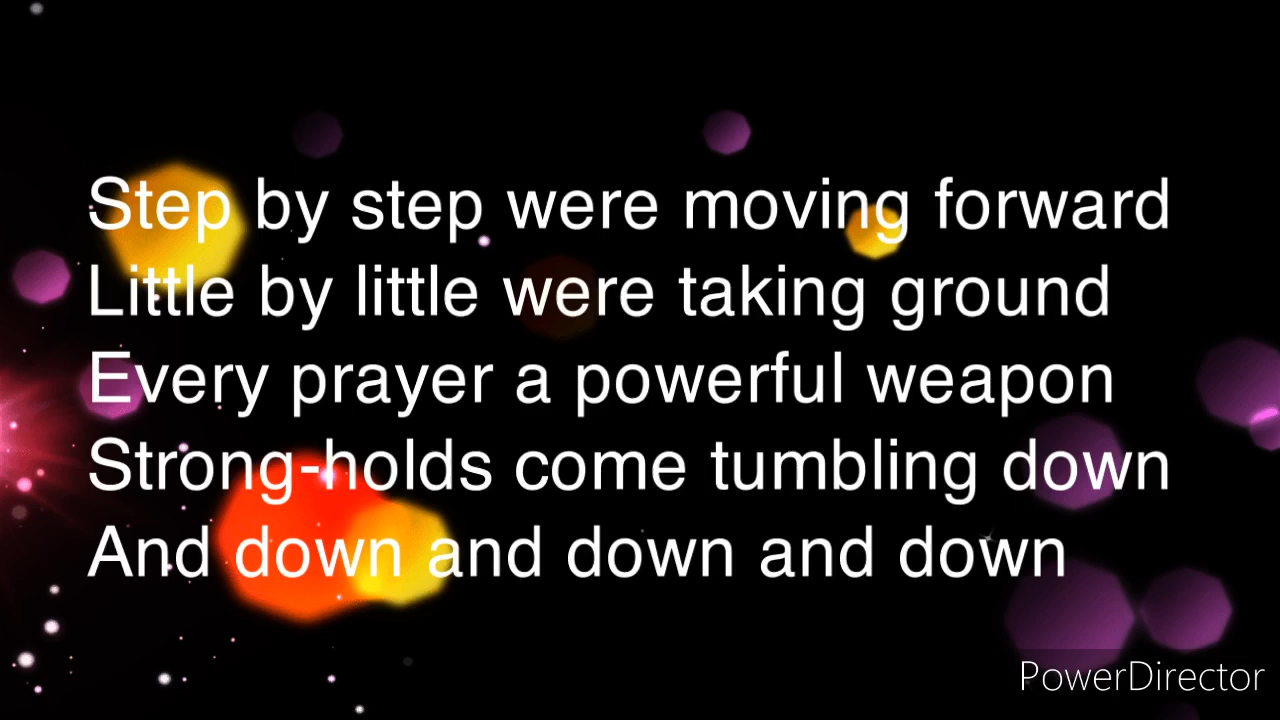 Step by step were moving forward
Little by little were taking ground
Every prayer a powerful weapon
Strong-holds come tumbling down
And down and down and down
PowerDirector